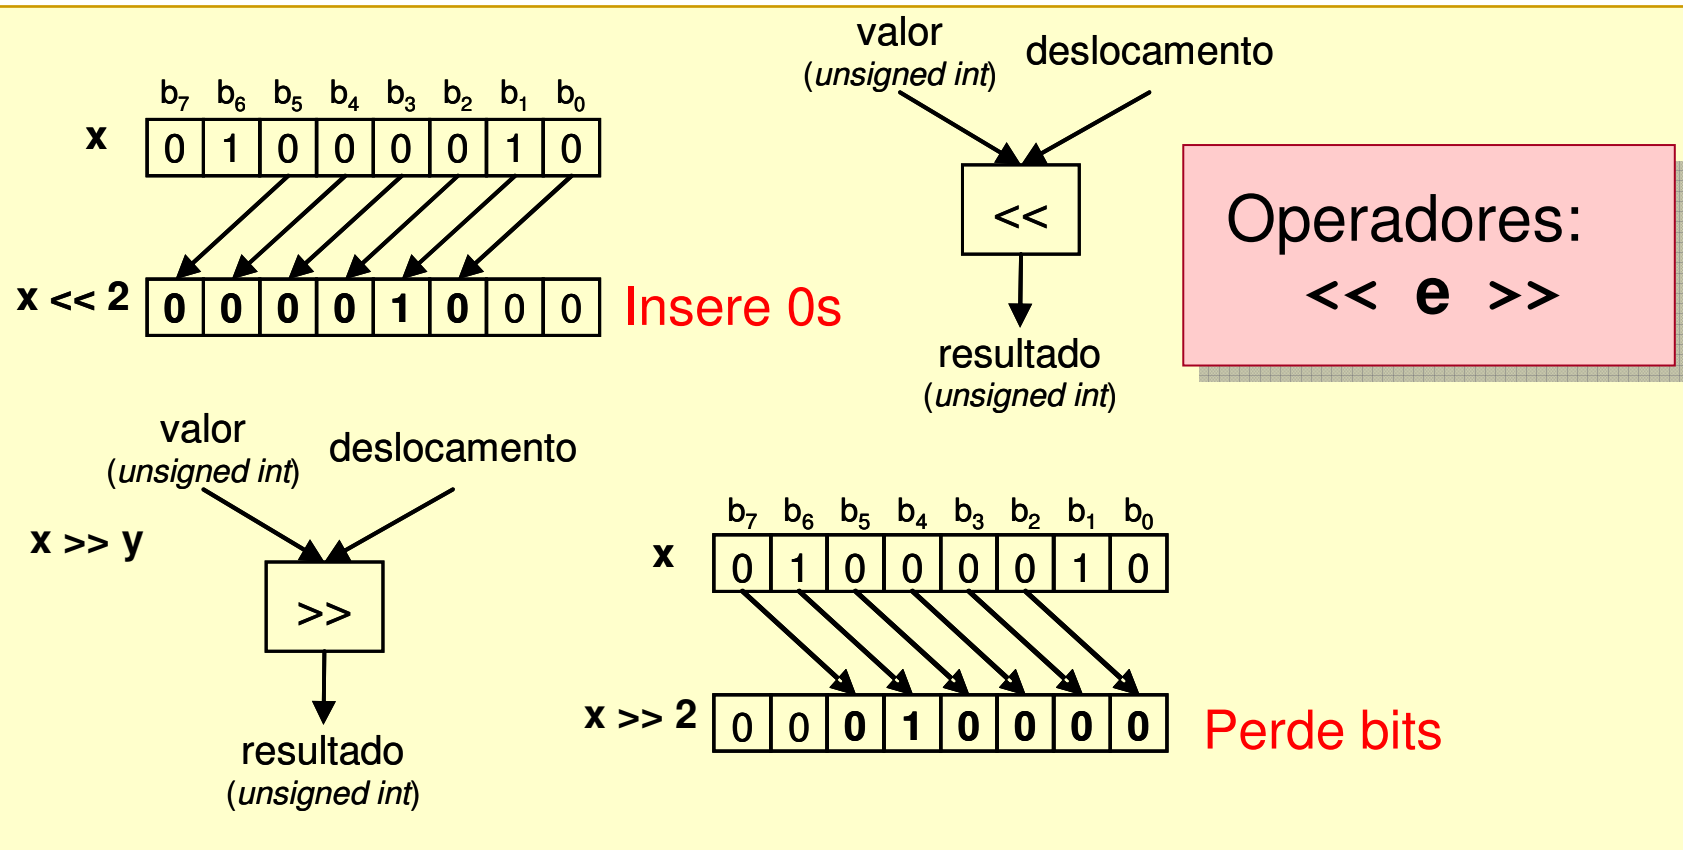 b7 b6 b5 b4 b3 b2 b1 b0
x 0 1 0 0 0 0 1 0
x << 2 0 0 0 0 1 0 0 0
Insere 0s
valor
(unsigned int)
deslocamento
<<
resultado
(unsigned int)
Operadores:
<< e >>
valor
(unsigned int)
deslocamento
x >> y
>>
resultado
(unsigned int)
b7 b6 b5 b4 b3 b2 b1 b0
x 0 1 0 0 0 0 1 0
x >> 2 0 0 0 1 0 0 0 0
Perde bits